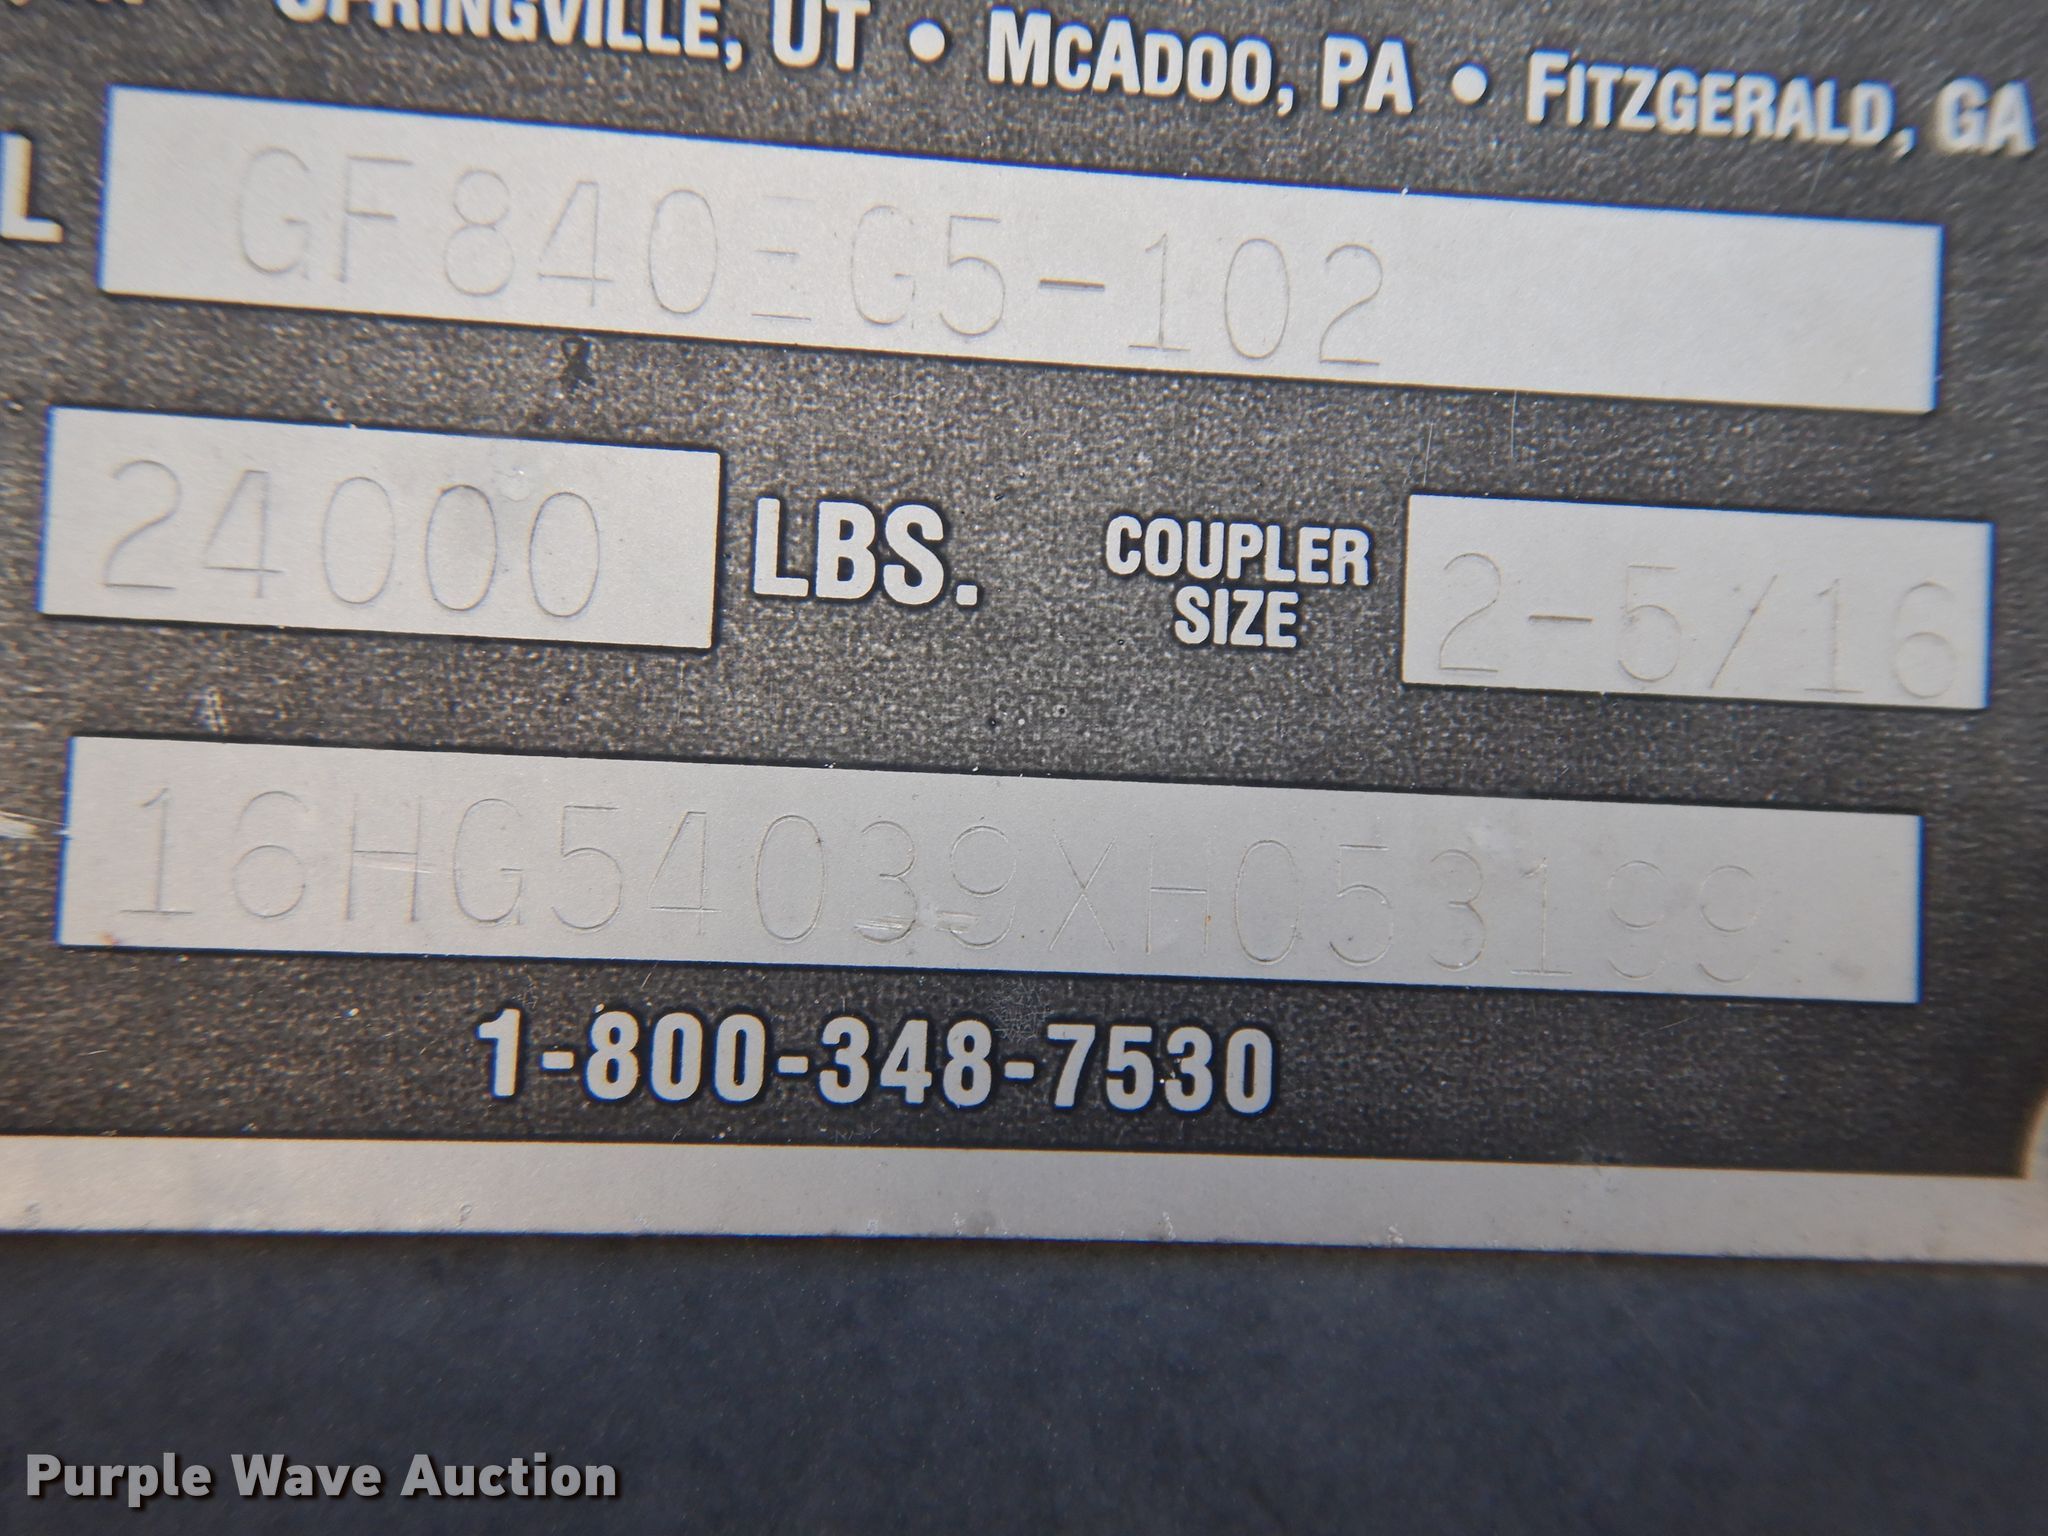 SPRINGVILLE, UT • MCADOO, PA • FITZGERALD, GA
L GF840EG5-102
24000 LBS. COUPLER SIZE 2-5/16
16HG54039XH053199
1-800-348-7530
Purple Wave Auction